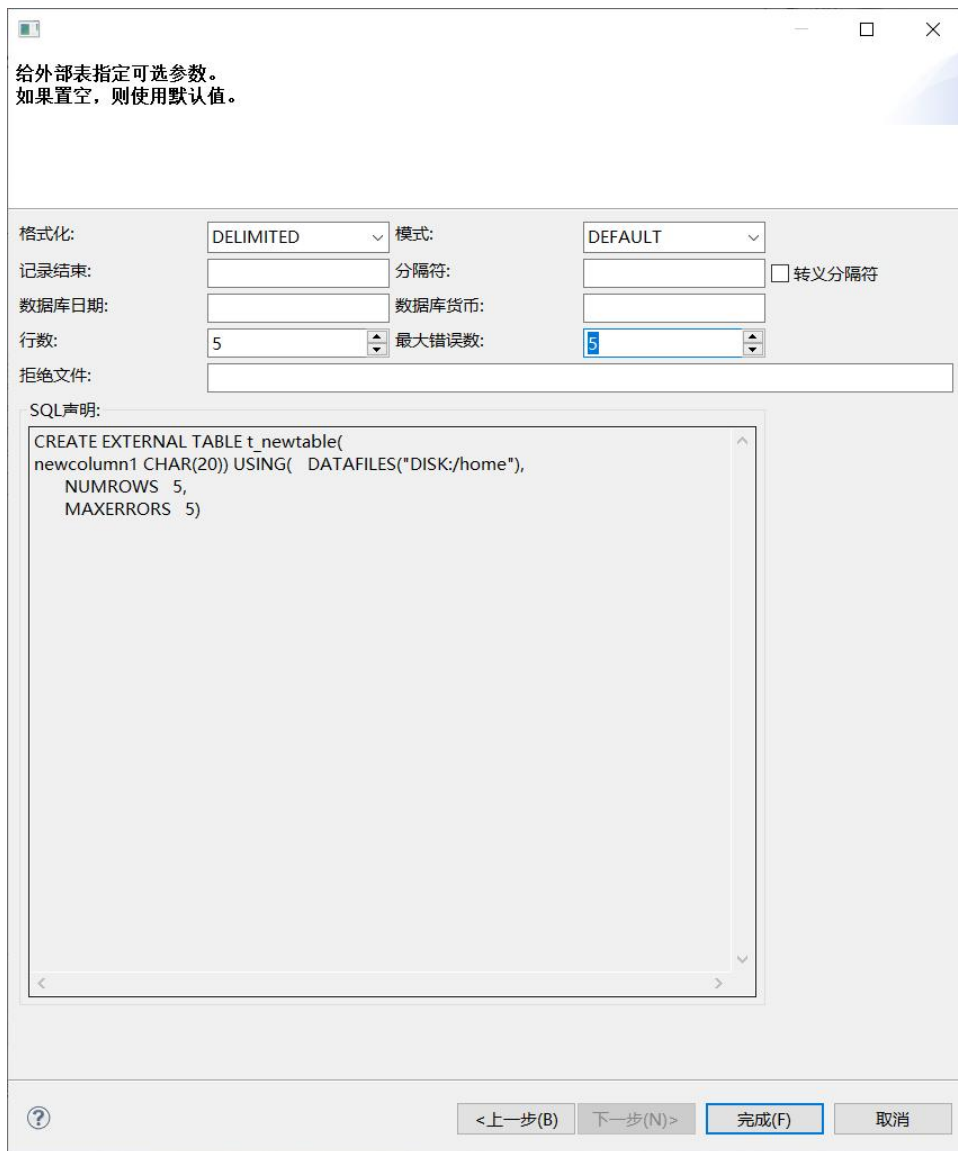 给外部表指定可选参数。
如果置空，则使用默认值。
格式化: DELIMITED 模式: DEFAULT
记录结束: 分隔符: 转义分隔符
数据库日期: 数据库货币:
行数: 5 最大错误数: 5
拒绝文件:
SQL声明:
CREATE EXTERNAL TABLE t_newtable(
newcolumn1 CHAR(20)) USING( DATAFILES("DISK:/home"),
NUMROWS 5,
MAXERRORS 5)
<上一步(B) 下一步(N)> 完成(F) 取消